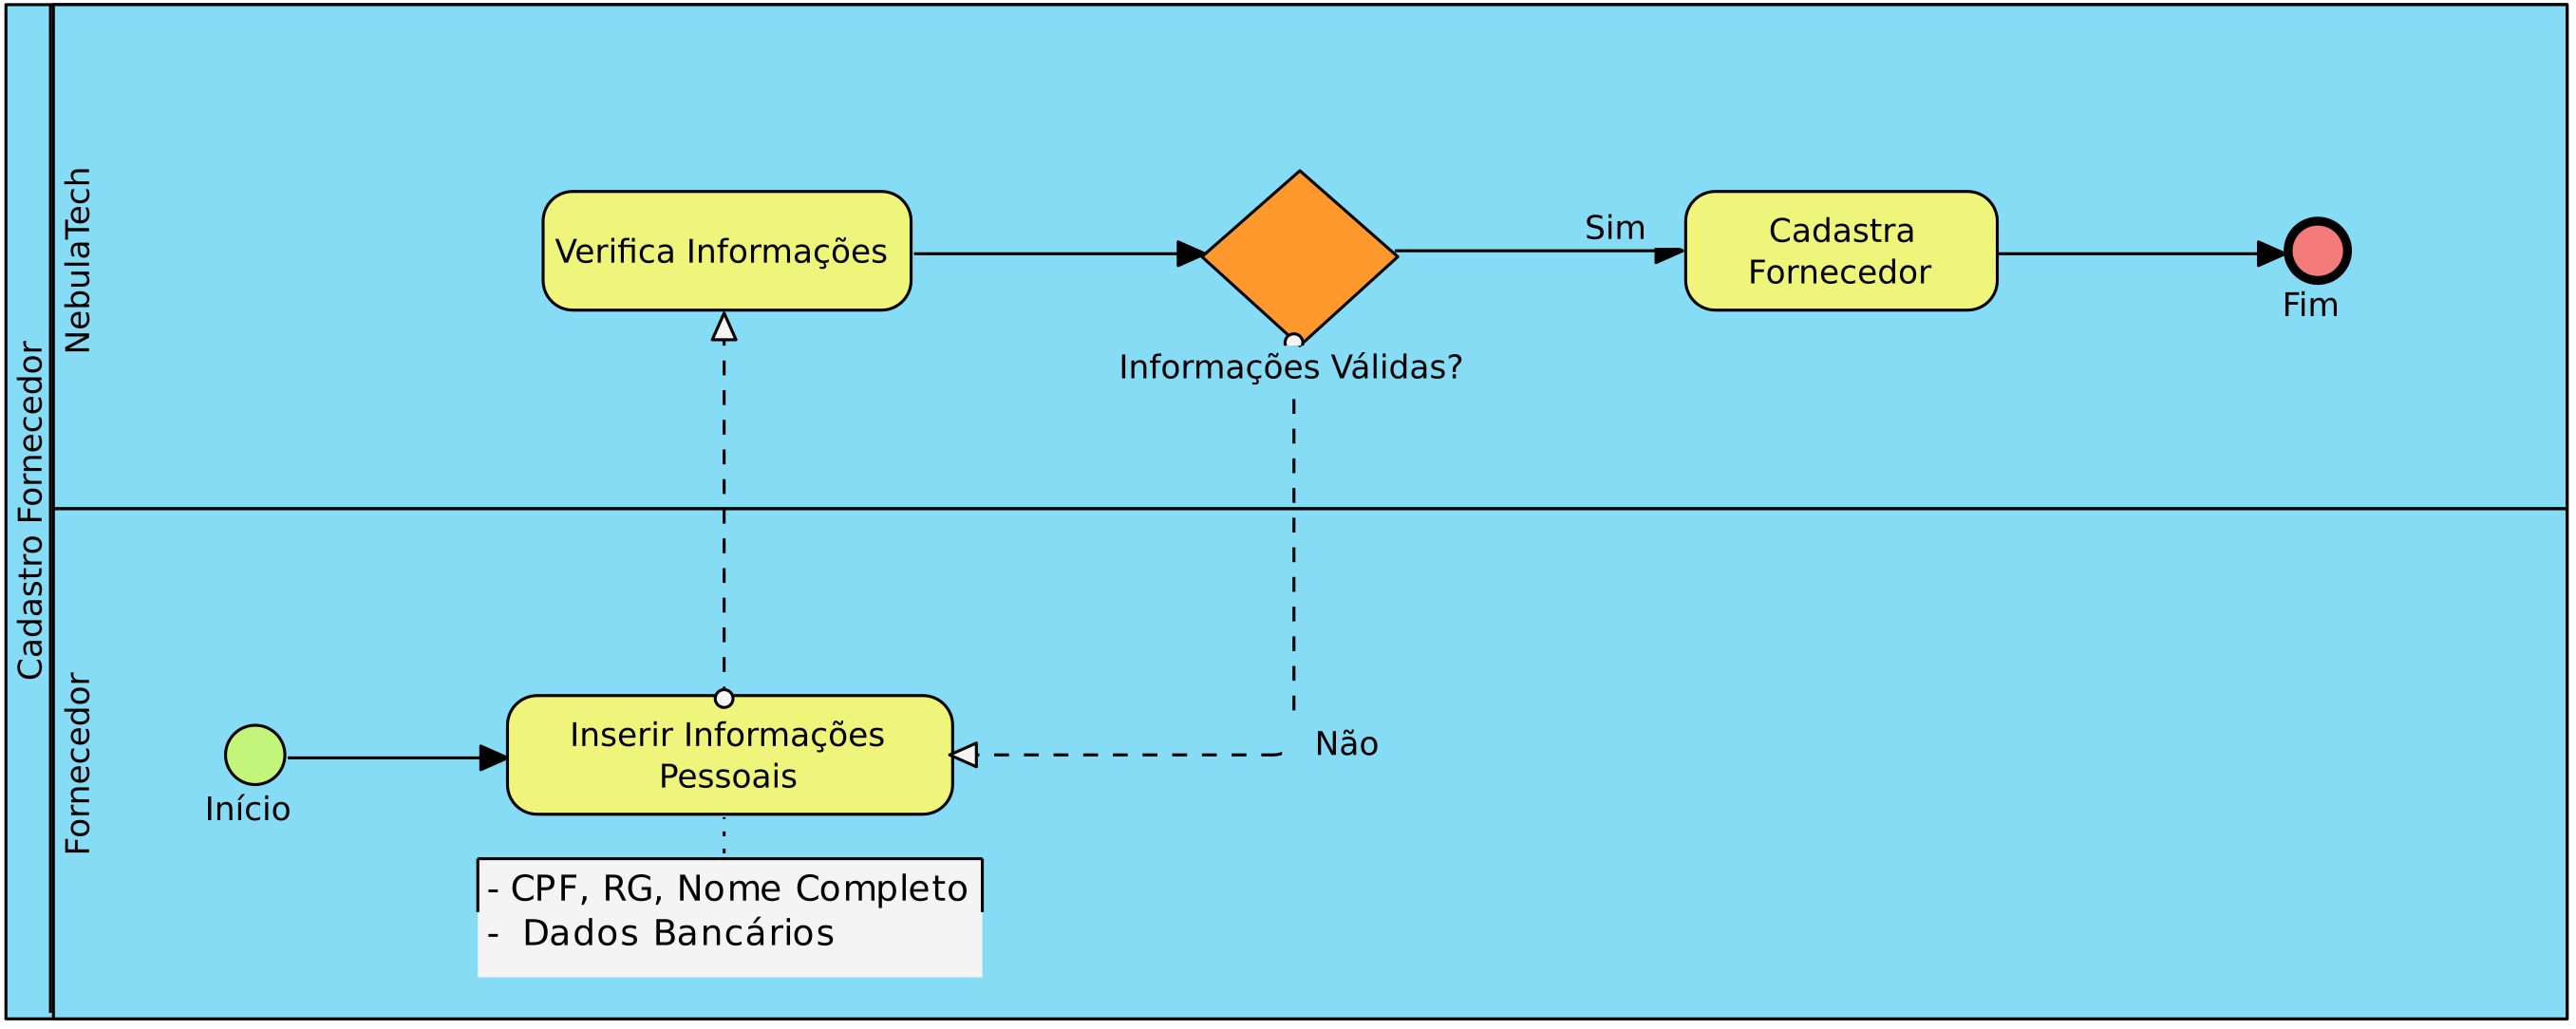 Cadastro Fornecedor
NebulaTech
Verifica Informações
Informações Válidas?
Sim
Cadastra
Fornecedor
Fim
Fornecedor
Início
Inserir Informações
Pessoais
Não
- CPF, RG, Nome Completo
- Dados Bancários